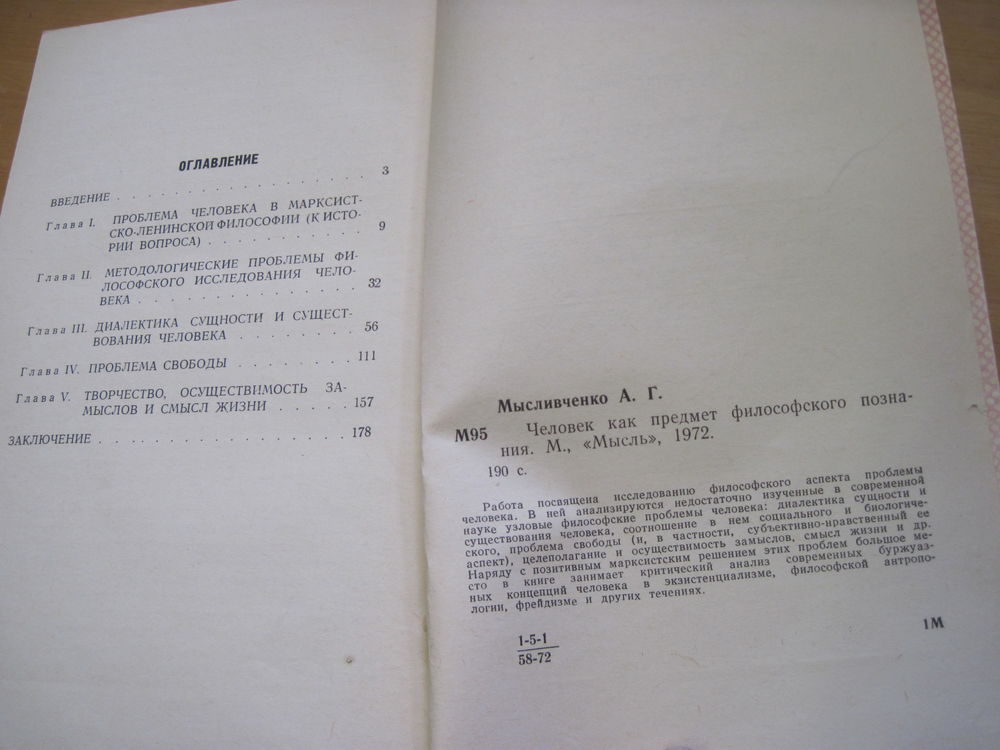 ОГЛАВЛЕНИЕ
ВВЕДЕНИЕ . . . . . . . . . . . . . . . . 3
Глава I. ПРОБЛЕМА ЧЕЛОВЕКА В МАРКСИСТ-
СКО-ЛЕНИНСКОЙ ФИЛОСОФИИ (К ИСТО-
РИИ ВОПРОСА) . . . . . . . . . . 9
Глава II. МЕТОДОЛОГИЧЕСКИЕ ПРОБЛЕМЫ ФИ-
ЛОСОФСКОГО ИССЛЕДОВАНИЯ ЧЕЛО-
ВЕКА . . . . . . . . . . . . . . 32
Глава III. ДИАЛЕКТИКА СУЩНОСТИ И СУЩЕСТ-
ВОВАНИЯ ЧЕЛОВЕКА . . . . . . . . 56
Глава IV. ПРОБЛЕМА СВОБОДЫ . . . . . . . . 111
Глава V. ТВОРЧЕСТВО, ОСУЩЕСТВИМОСТЬ ЗА-
МЫСЛОВ И СМЫСЛ ЖИЗНИ . . . . . 157
ЗАКЛЮЧЕНИЕ . . . . . . . . . . . . . . . 178
Мысливченко А. Г.
М95 Человек как предмет философского позна-
ния. М., «Мысль», 1972.
190 с.
Работа посвящена исследованию философского аспекта проблемы
человека. В ней анализируются недостаточно изученные в современной
науке узловые философские проблемы человека: диалектика сущности и
существования человека, соотношение в нем социального и биологиче-
ского, проблема свободы (и, в частности, субъективно-нравственный ее
аспект), целеполагание и осуществимость замыслов, смысл жизни и др.
Наряду с позитивным марксистским решением этих проблем большое ме-
сто в книге занимает критический анализ современных буржуаз-
ных концепций человека в экзистенциализме, философской антропо-
логии, фрейдизме и других течениях.
1-5-1
58-72
1М